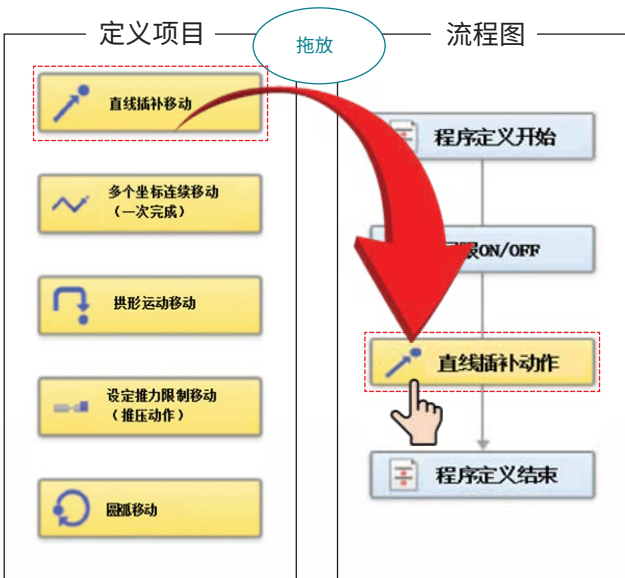 定义项目
拖放
流程图
直线插补移动
多个坐标连续移动
(一次完成)
拱形运动移动
设定推力限制移动
(推压动作)
圆弧移动
程序定义开始
ON/OFF
直线插补动作
程序定义结束